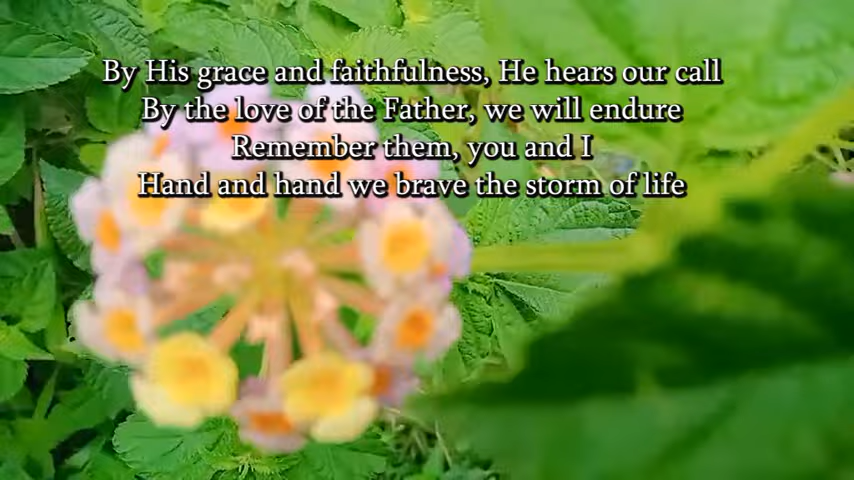 By His grace and faithfulness, He hears our call
By the love of the Father, we will endure
Remember them, you and I
Hand and hand we brave the storm of life